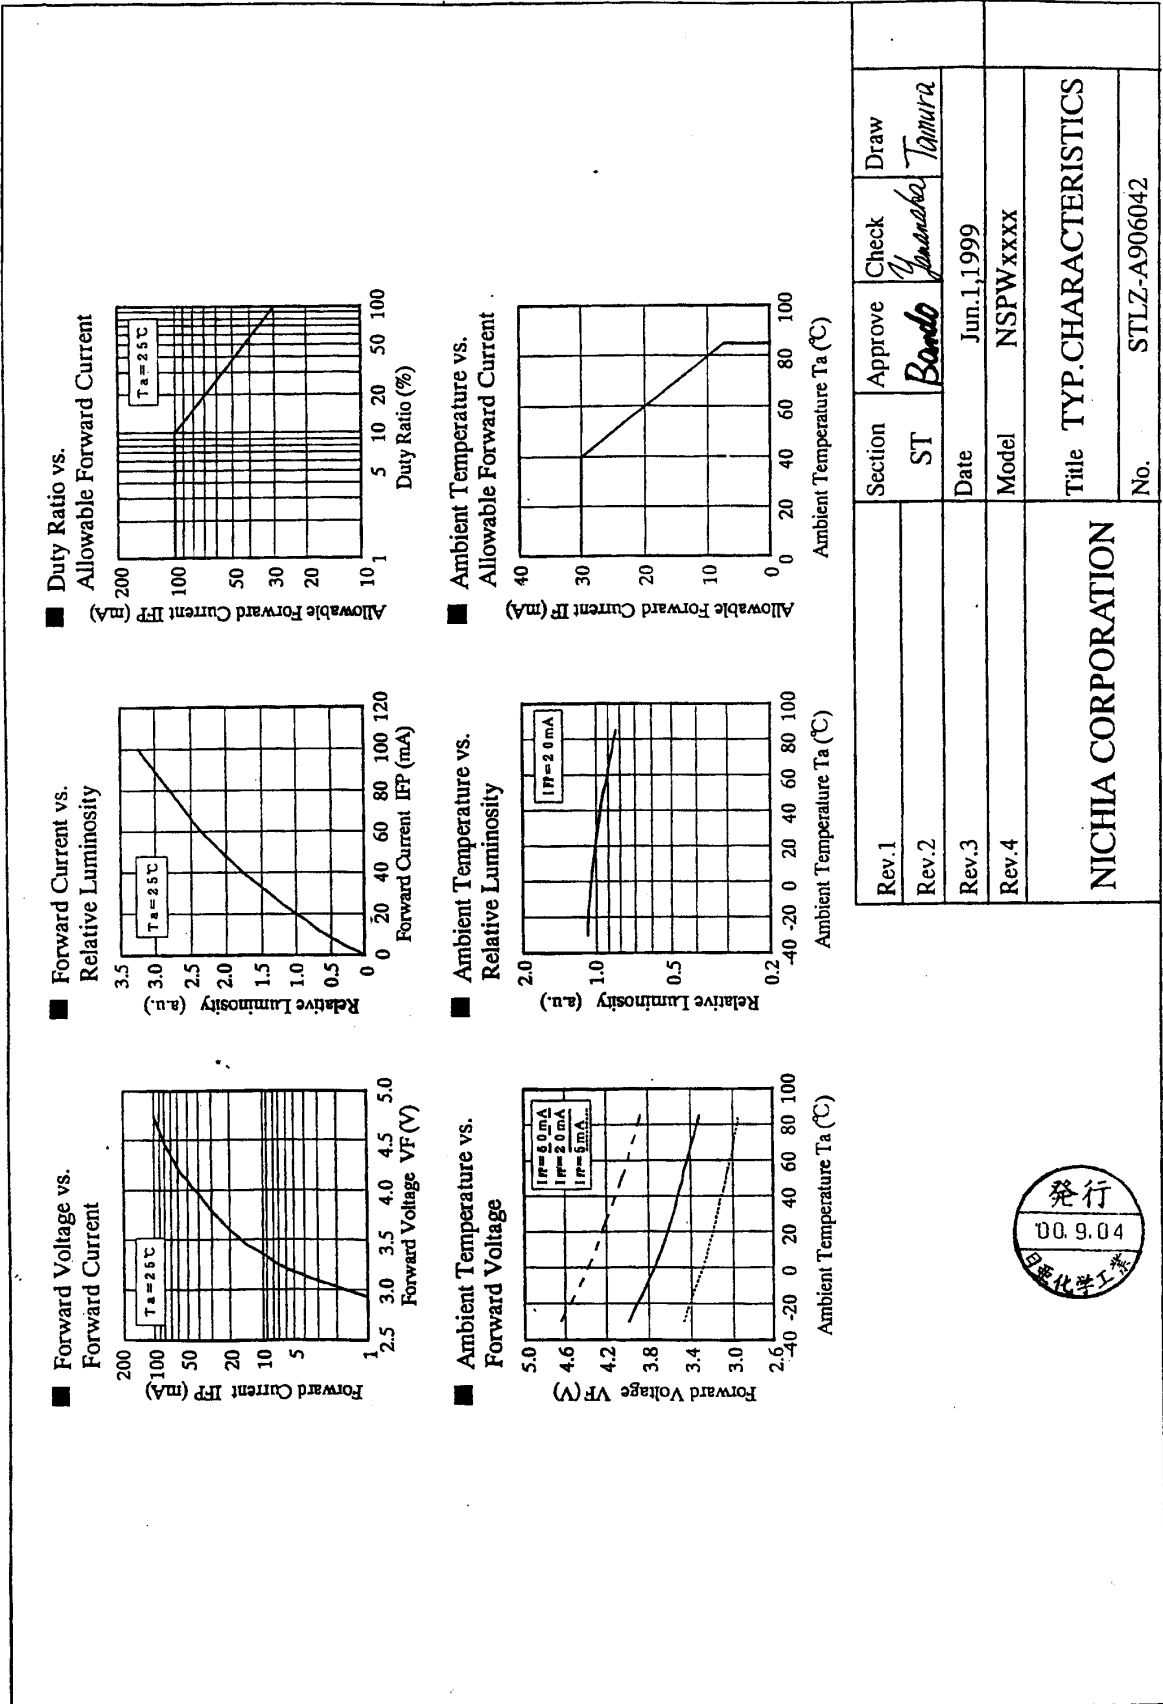 ■ Forward Voltage vs.
Forward Current
Ta=25℃
Forward Current IFP (mA)
200
100
50
20
10
5
1
2.5 3.0 3.5 4.0 4.5 5.0
Forward Voltage VF (V)
■ Forward Current vs.
Relative Luminosity
Ta=25℃
Relative Luminosity (a.u.)
3.5
3.0
2.5
2.0
1.5
1.0
0.5
0
0 20 40 60 80 100 120
Forward Current IFP (mA)
■ Duty Ratio vs.
Allowable Forward Current
Ta=25℃
Allowable Forward Current IFP (mA)
200
100
50
30
20
10
1 5 10 20 50 100
Duty Ratio (%)
■ Ambient Temperature vs.
Forward Voltage
IFP=60mA
IFP=20mA
IFP=5mA
Forward Voltage VF (V)
5.0
4.6
4.2
3.8
3.4
3.0
2.6
-40 -20 0 20 40 60 80 100
Ambient Temperature Ta (℃)
■ Ambient Temperature vs.
Relative Luminosity
IFP=20mA
Relative Luminosity (a.u.)
2.0
1.0
0.5
0.2
-40 -20 0 20 40 60 80 100
Ambient Temperature Ta (℃)
■ Ambient Temperature vs.
Allowable Forward Current
Allowable Forward Current IF (mA)
40
30
20
10
0
0 20 40 60 80 100
Ambient Temperature Ta (℃)
Rev.1
Rev.2
Rev.3
Rev.4
Section Approve Check Draw
ST Bando Yamanaka Tamura
Date Jun.1,1999
Model NSPWxxxx
NICHIA CORPORATION
Title TYP.CHARACTERISTICS
No. STLZ-A906042
発行
'00.9.04
日亜化学工業